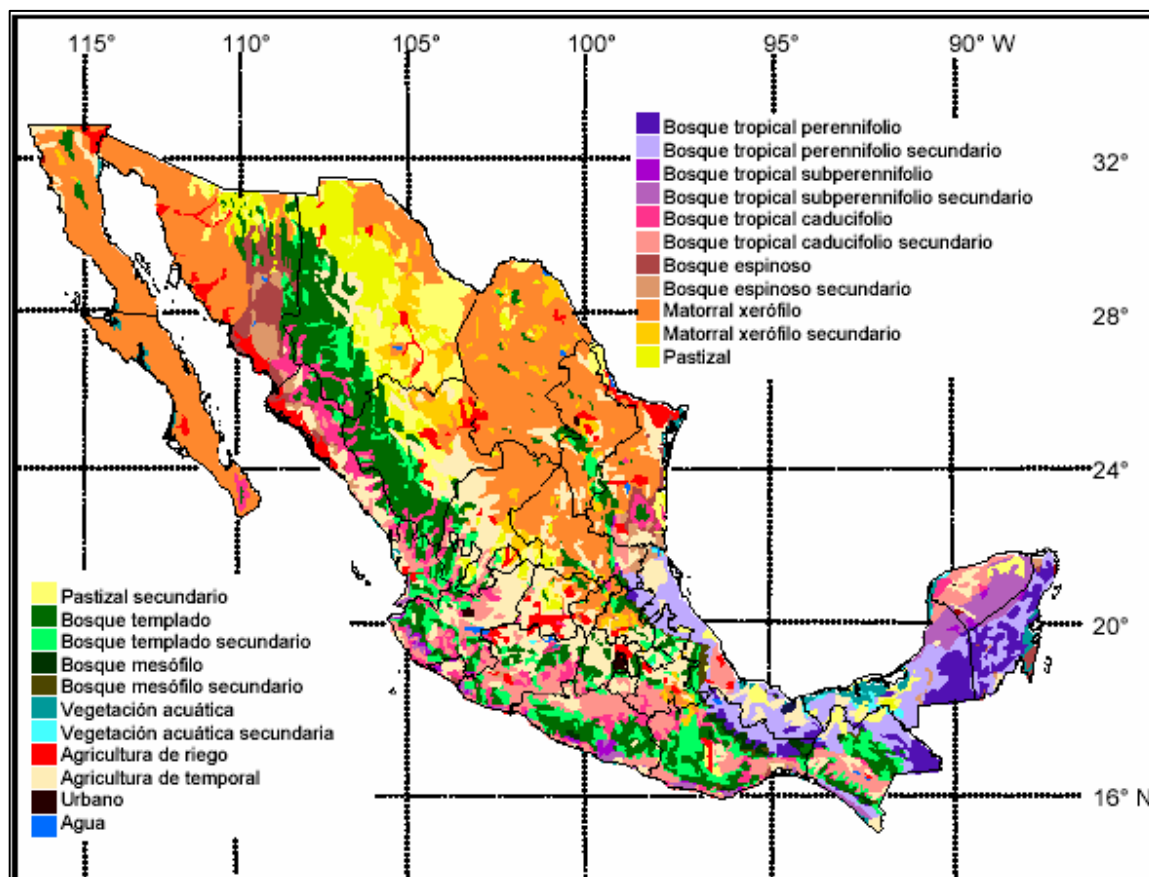 115°
110°
105°
100°
95°
90° W
Bosque tropical perennifolio
Bosque tropical perennifolio secundario
Bosque tropical subperennifolio
Bosque tropical subperennifolio secundario
Bosque tropical caducifolio
Bosque tropical caducifolio secundario
Bosque espinoso
Bosque espinoso secundario
Matorral xerófilo
Matorral xerófilo secundario
Pastizal
32°
28°
24°
20°
16° N
Pastizal secundario
Bosque templado
Bosque templado secundario
Bosque mesófilo
Bosque mesófilo secundario
Vegetación acuática
Vegetación acuática secundaria
Agricultura de riego
Agricultura de temporal
Urbano
Agua